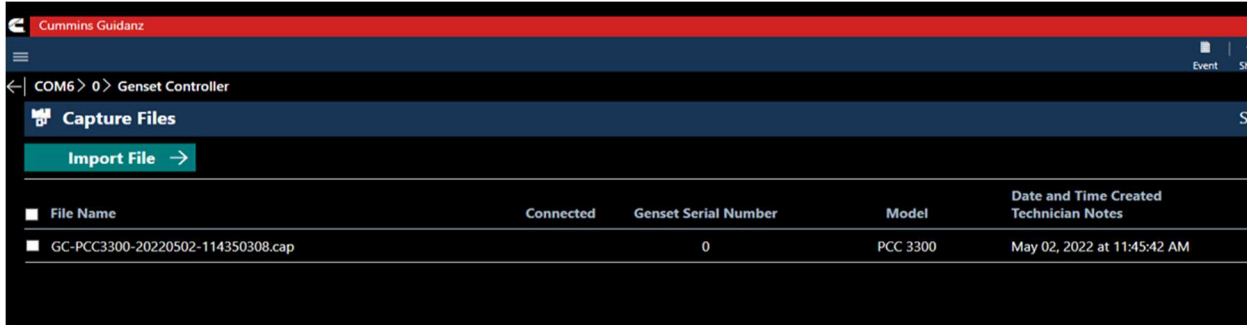 Cummins Guidanz
Event
COM6 > 0 > Genset Controller
Capture Files
Import File
File Name Connected Genset Serial Number Model Date and Time Created
Technician Notes
GC-PCC3300-20220502-114350308.cap 0 PCC 3300 May 02, 2022 at 11:45:42 AM